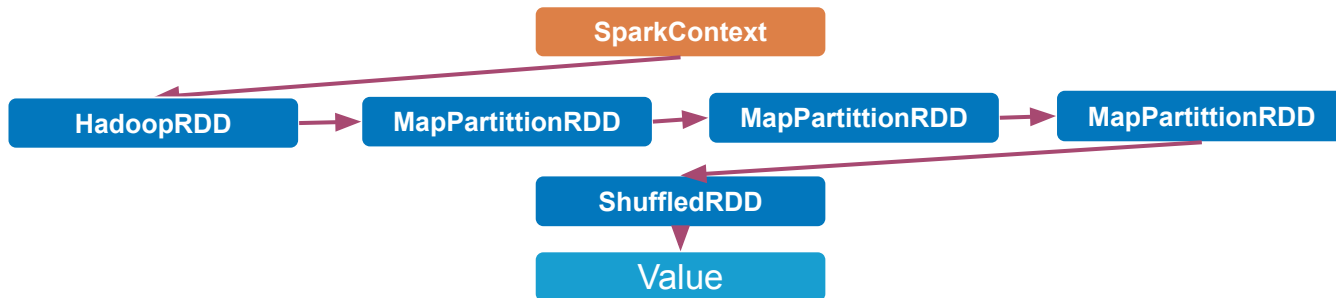 SparkContext
HadoopRDD
MapPartittionRDD
MapPartittionRDD
MapPartittionRDD
ShuffledRDD
Value